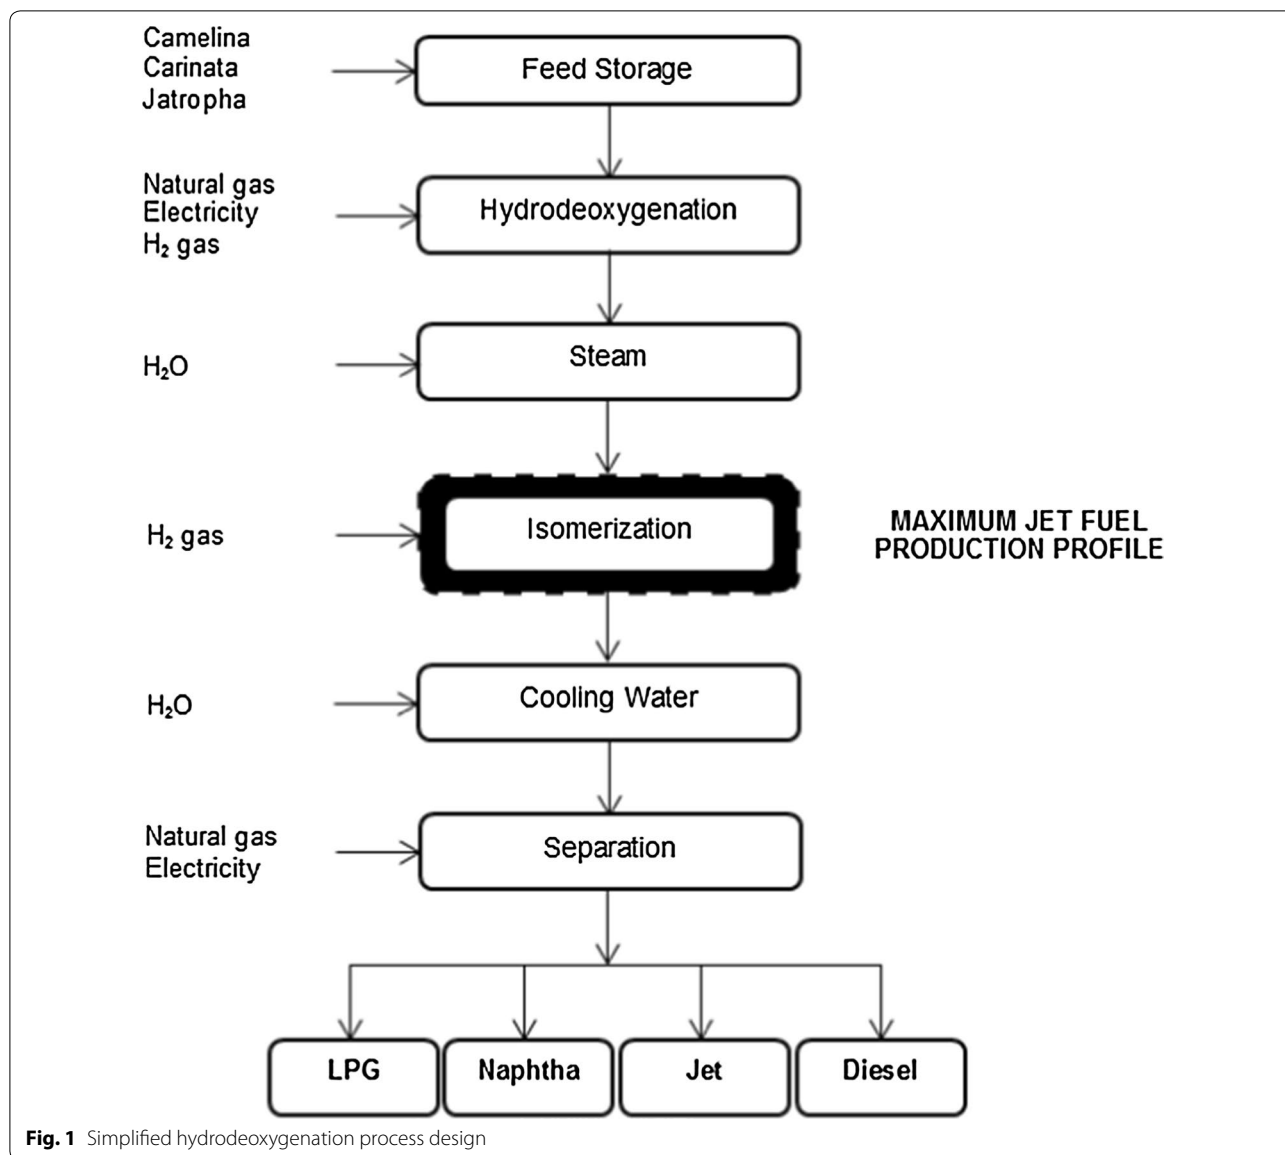 Camelina
Carinata
Jatropha
Feed Storage
Natural gas
Electricity
H₂ gas
Hydrodeoxygenation
H₂O
Steam
H₂ gas
Isomerization
MAXIMUM JET FUEL
PRODUCTION PROFILE
H₂O
Cooling Water
Natural gas
Electricity
Separation
LPG
Naphtha
Jet
Diesel
Fig. 1 Simplified hydrodeoxygenation process design